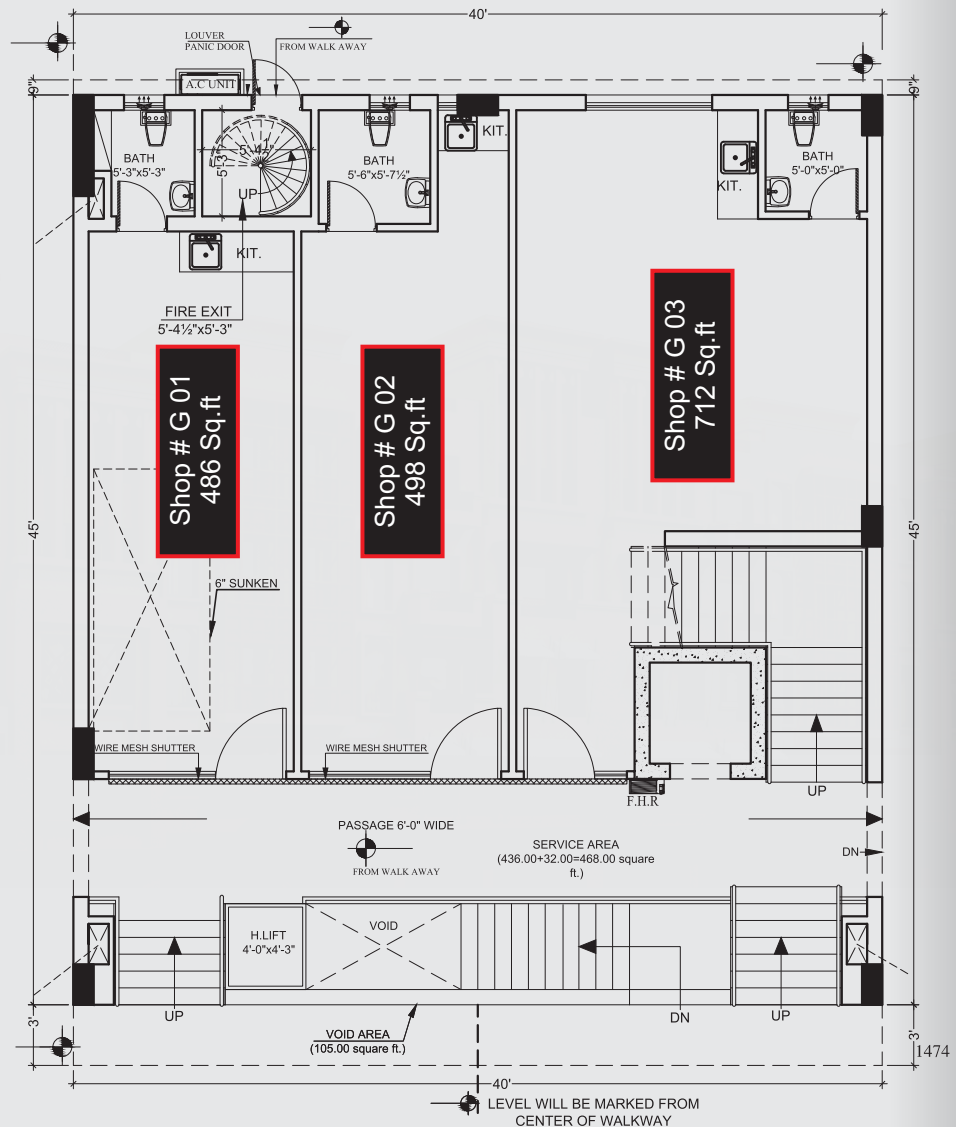 40'
LOUVER
PANIC DOOR
FROM WALK AWAY
9"
9"
A.C UNIT
BATH
5'-3"x5'-3"
5'-3"
5'-4½"
UP
BATH
5'-6"x5'-7½"
KIT.
KIT.
BATH
5'-0"x5'-0"
KIT.
FIRE EXIT
5'-4½"x5'-3"
Shop # G 01
486 Sq.ft
Shop # G 02
498 Sq.ft
Shop # G 03
712 Sq.ft
45'
45'
6" SUNKEN
WIRE MESH SHUTTER
WIRE MESH SHUTTER
F.H.R
UP
PASSAGE 6'-0" WIDE
FROM WALK AWAY
SERVICE AREA
(436.00+32.00=468.00 square
ft.)
DN
H.LIFT
4'-0"x4'-3"
VOID
UP
DN
UP
VOID AREA
(105.00 square ft.)
3'
3'
1474
40'
LEVEL WILL BE MARKED FROM
CENTER OF WALKWAY